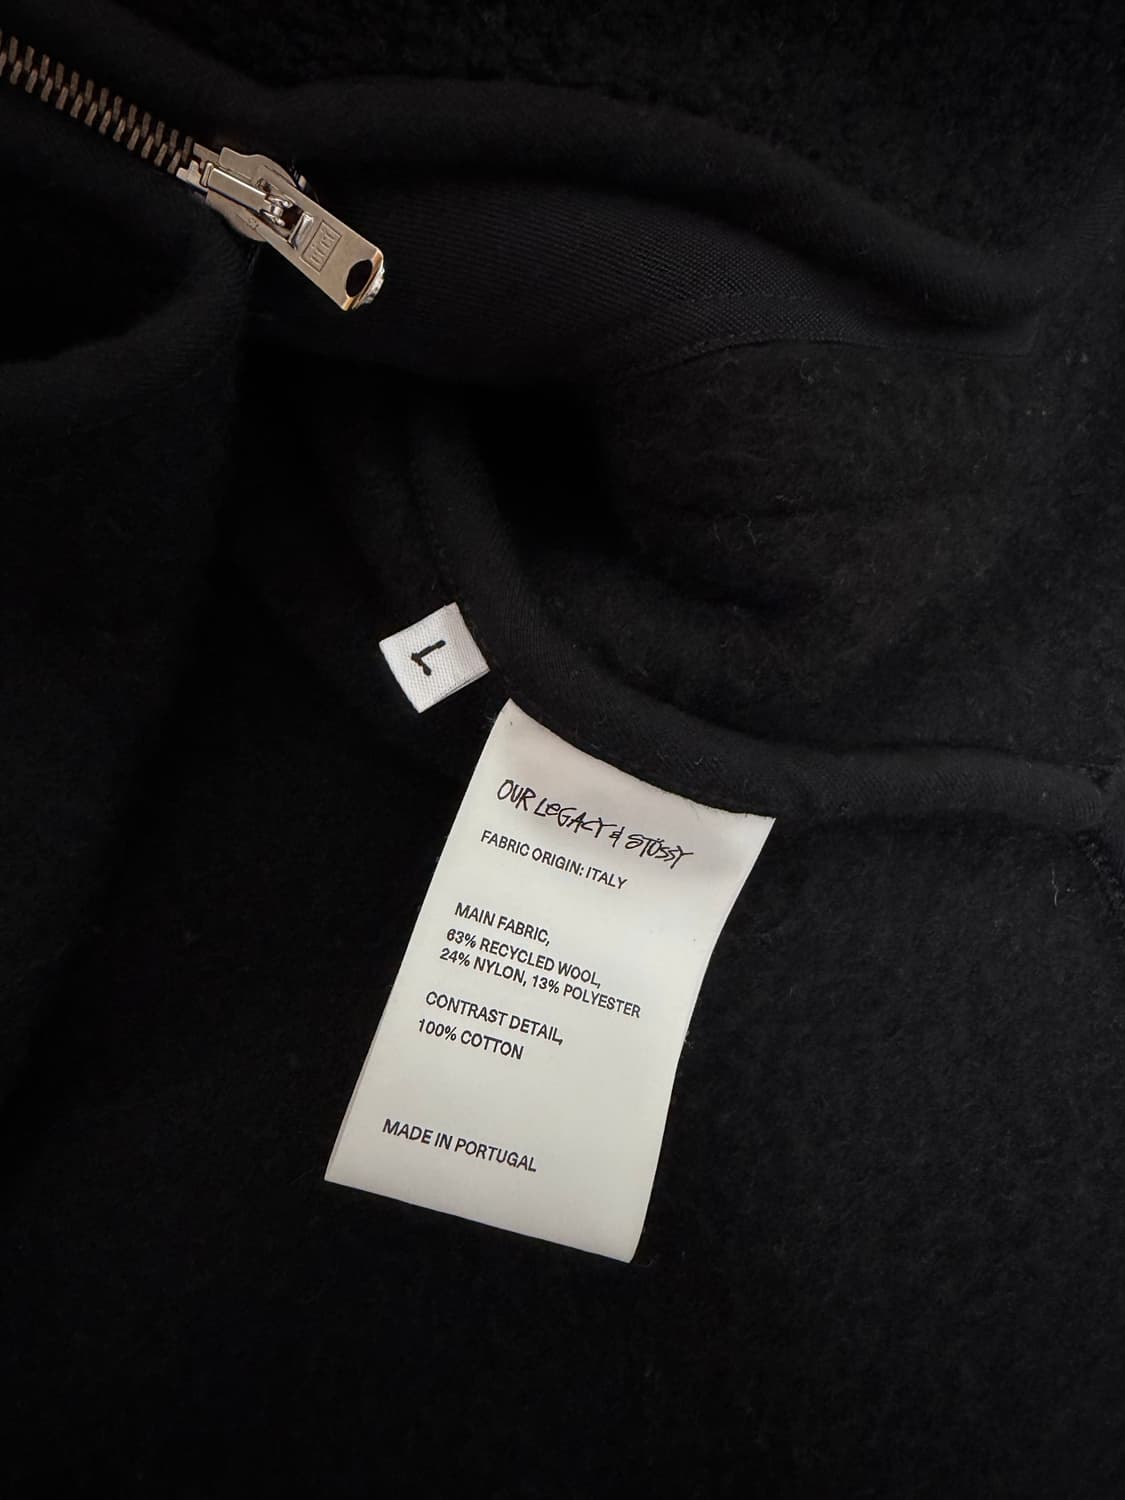 L
OUR LEGACY & STÜSSY
FABRIC ORIGIN: ITALY
MAIN FABRIC,
63% RECYCLED WOOL,
24% NYLON, 13% POLYESTER
CONTRAST DETAIL,
100% COTTON
MADE IN PORTUGAL